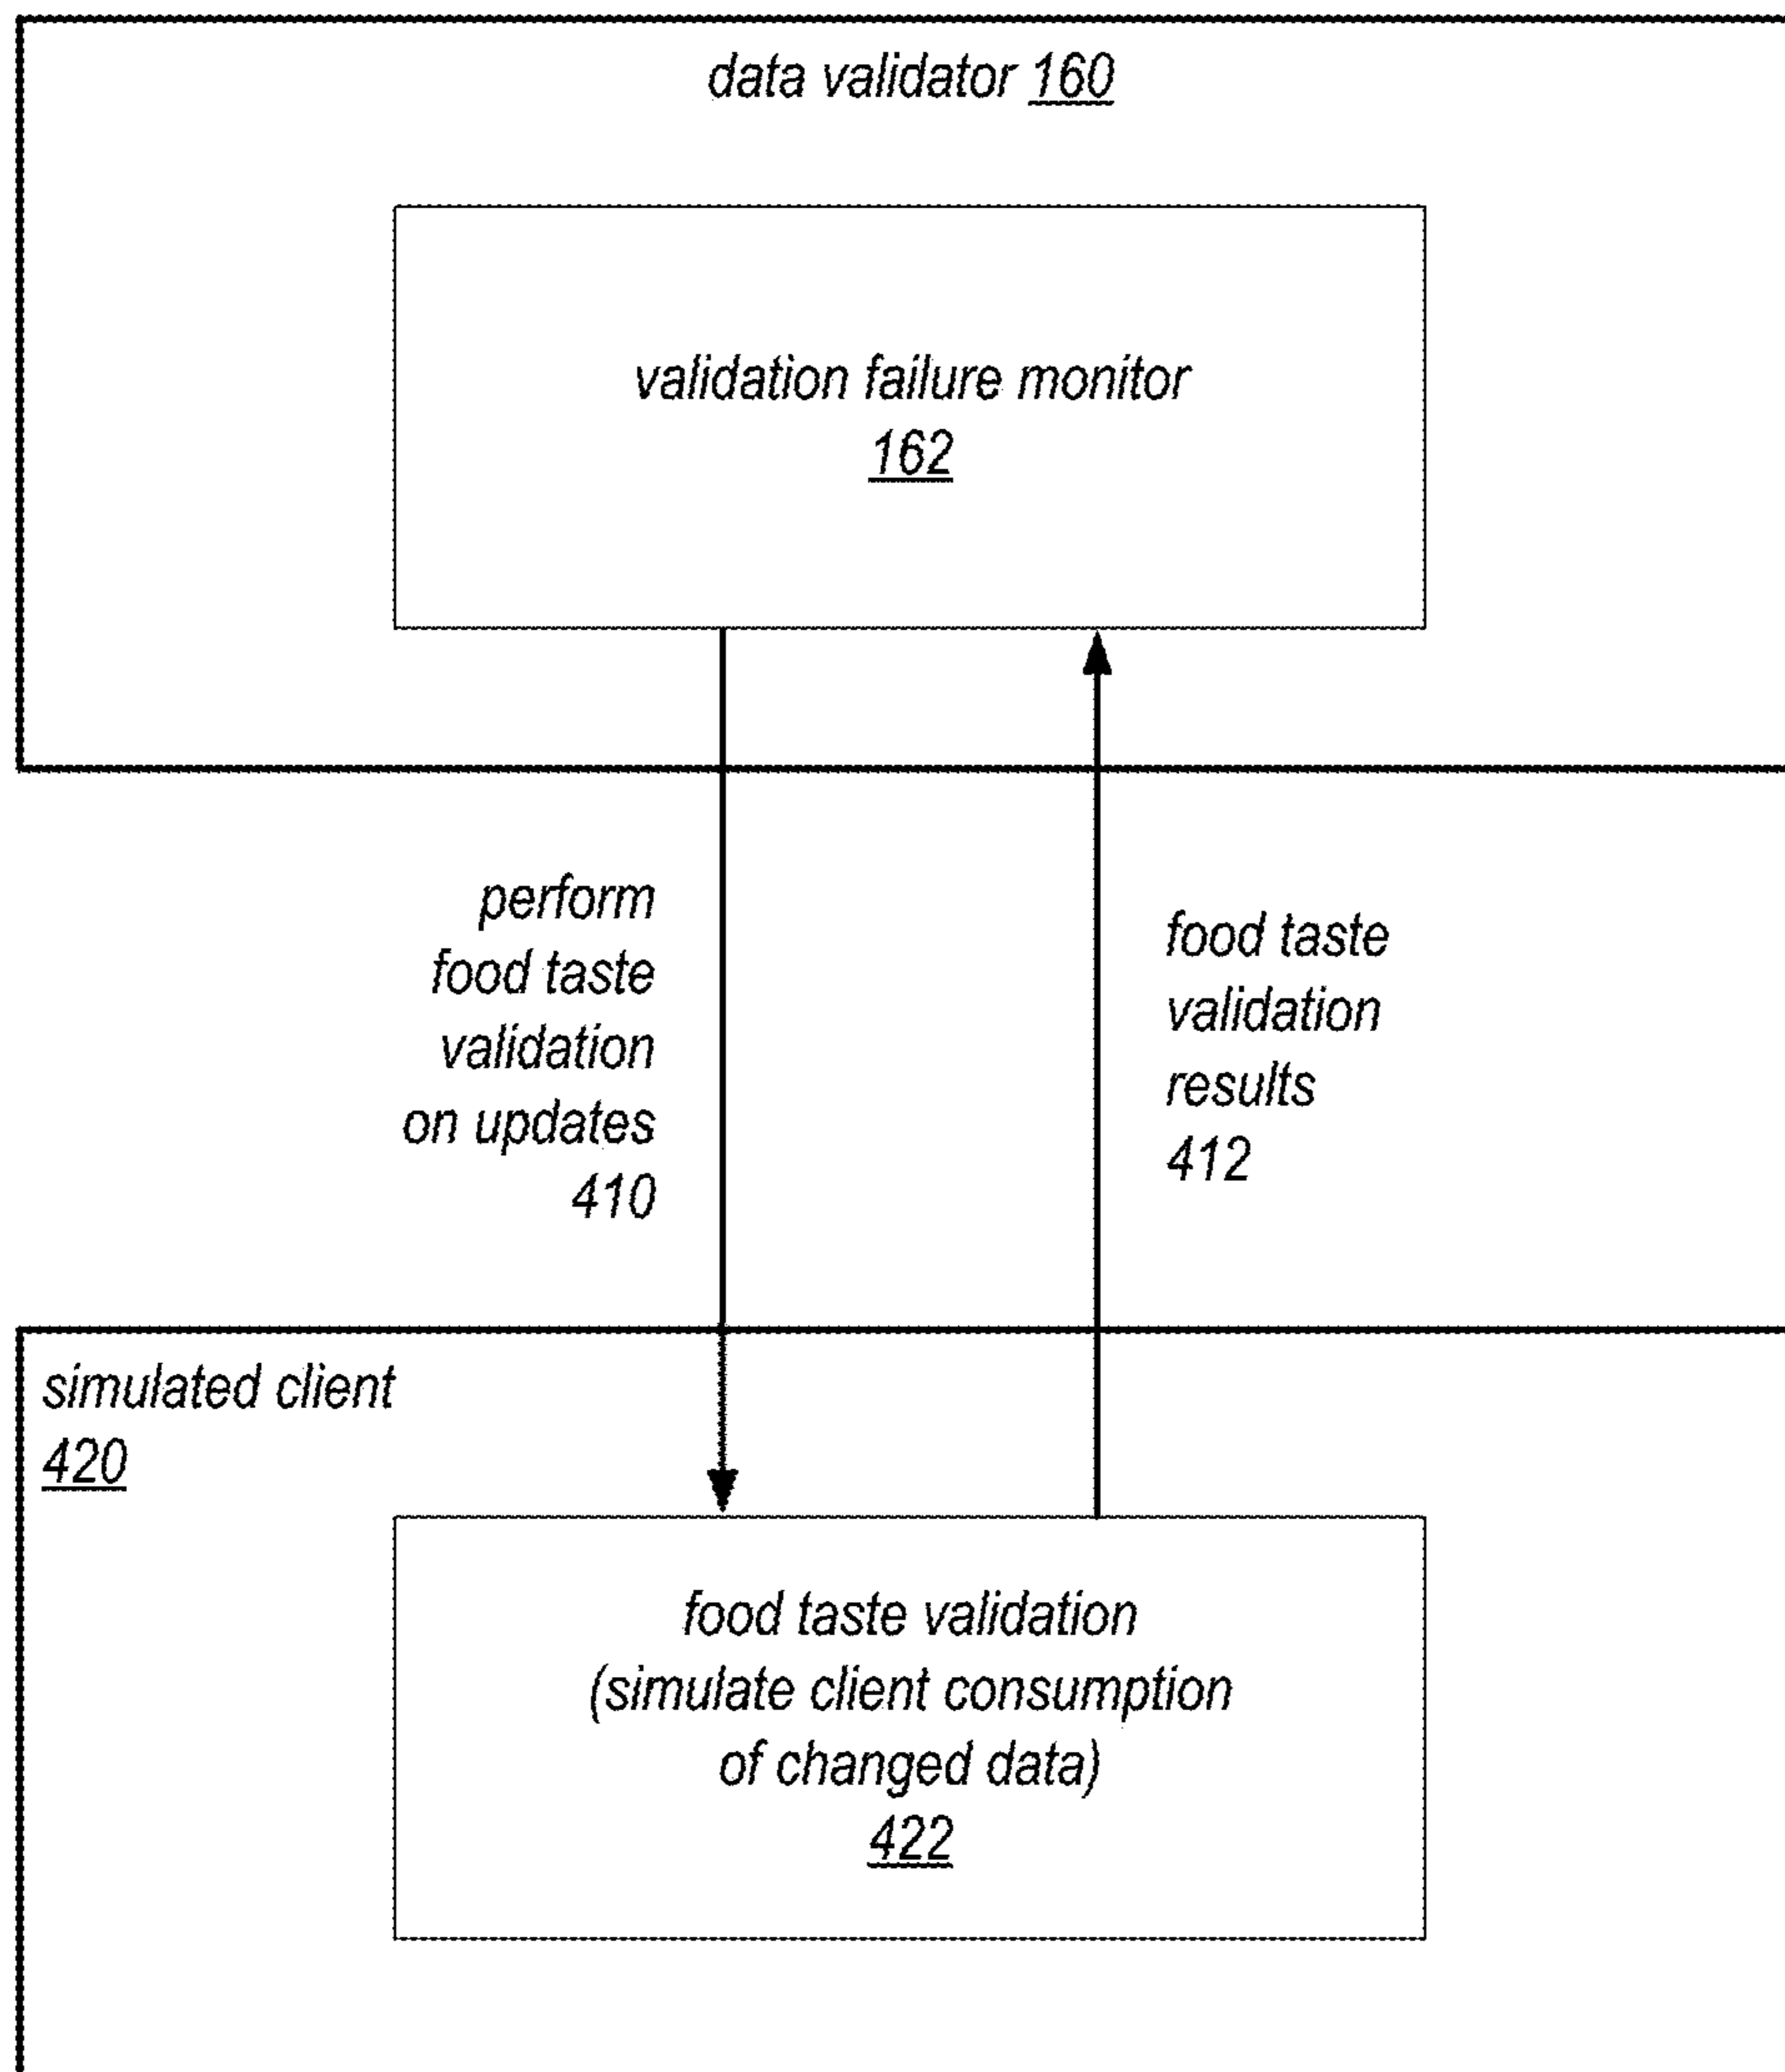 data validator 160
validation failure monitor
162
perform
food taste
validation
on updates
410
food taste
validation
results
412
simulated client
420
food taste validation
(simulate client consumption
of changed data)
422